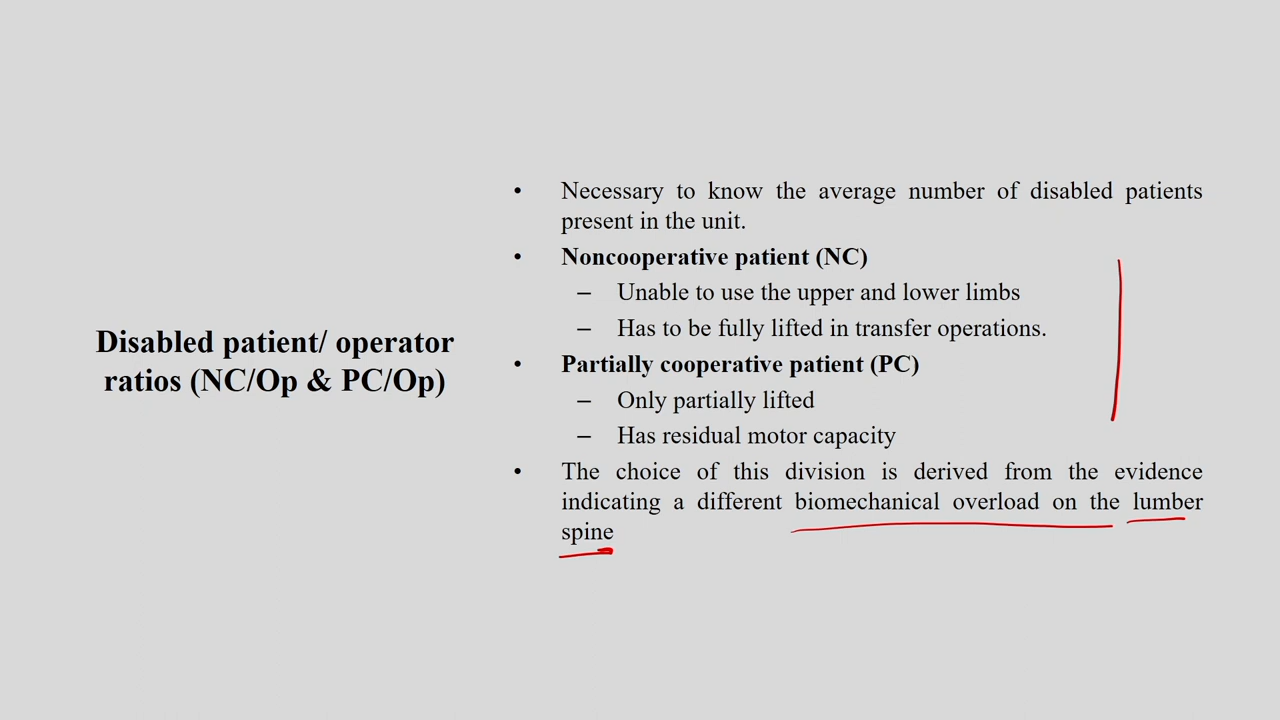 Disabled patient/ operator
ratios (NC/Op & PC/Op)
• Necessary to know the average number of disabled patients
present in the unit.
• Noncooperative patient (NC)
– Unable to use the upper and lower limbs
– Has to be fully lifted in transfer operations.
• Partially cooperative patient (PC)
– Only partially lifted
– Has residual motor capacity
• The choice of this division is derived from the evidence
indicating a different biomechanical overload on the lumber
spine